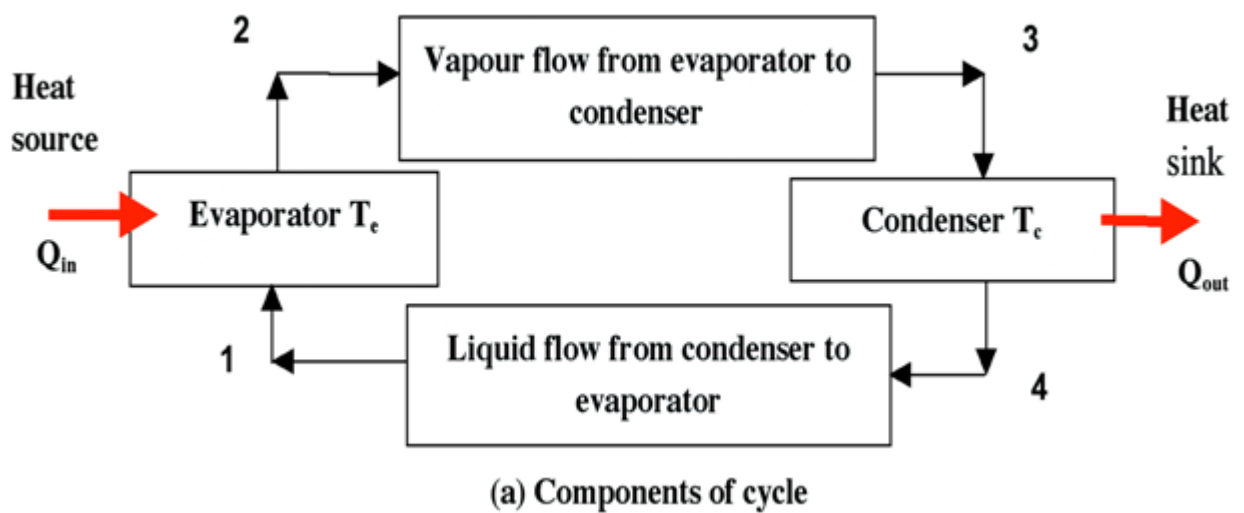 2
Vapour flow from evaporator to
condenser
3
Heat
source
Heat
sink
Evaporator Te
Condenser Tc
Qin
Qout
1
Liquid flow from condenser to
evaporator
4
(a) Components of cycle